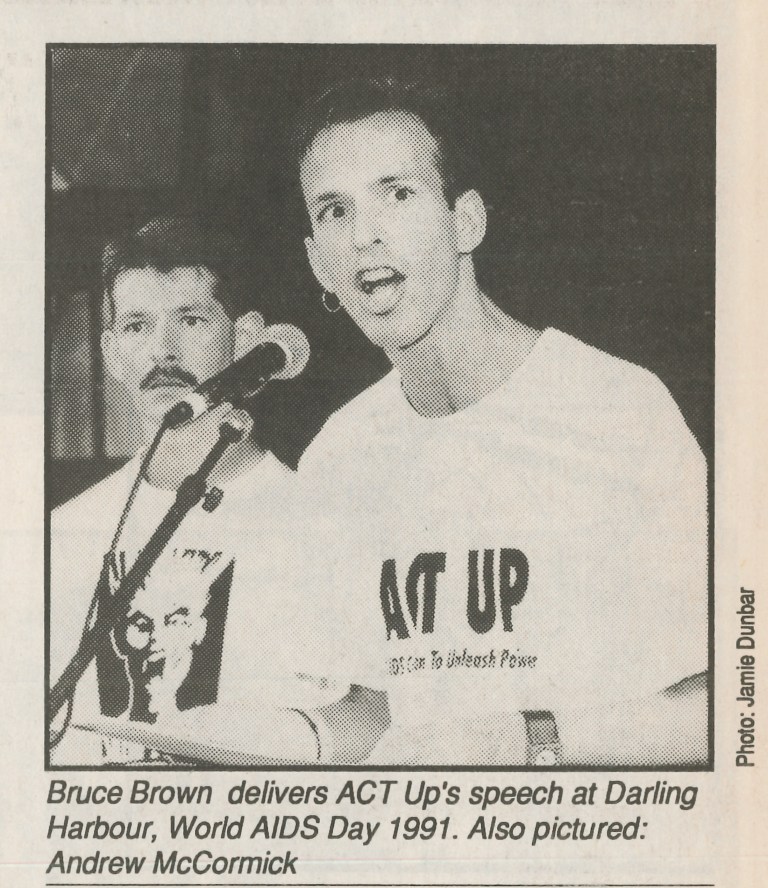 ACT UP
To Unleash Power
Photo: Jamie Dunbar
Bruce Brown delivers ACT Up's speech at Darling
Harbour, World AIDS Day 1991. Also pictured:
Andrew McCormick